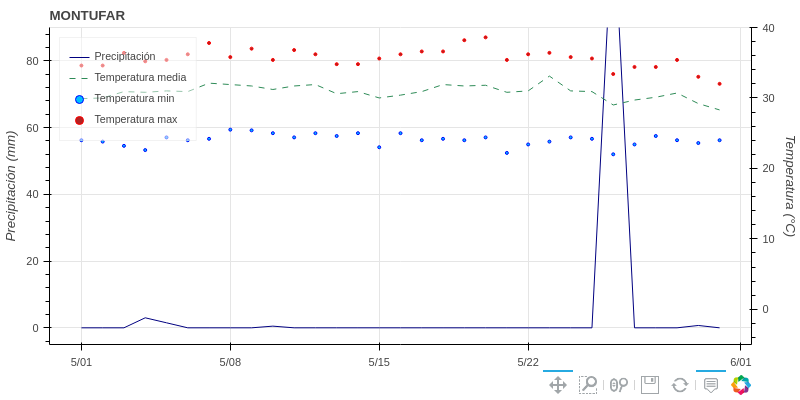 MONTUFAR
Precipitación
Temperatura media
Temperatura min
Temperatura max
Precipitación (mm)
80
60
40
20
0
Temperatura (°C)
40
30
20
10
0
5/01
5/08
5/15
5/22
6/01